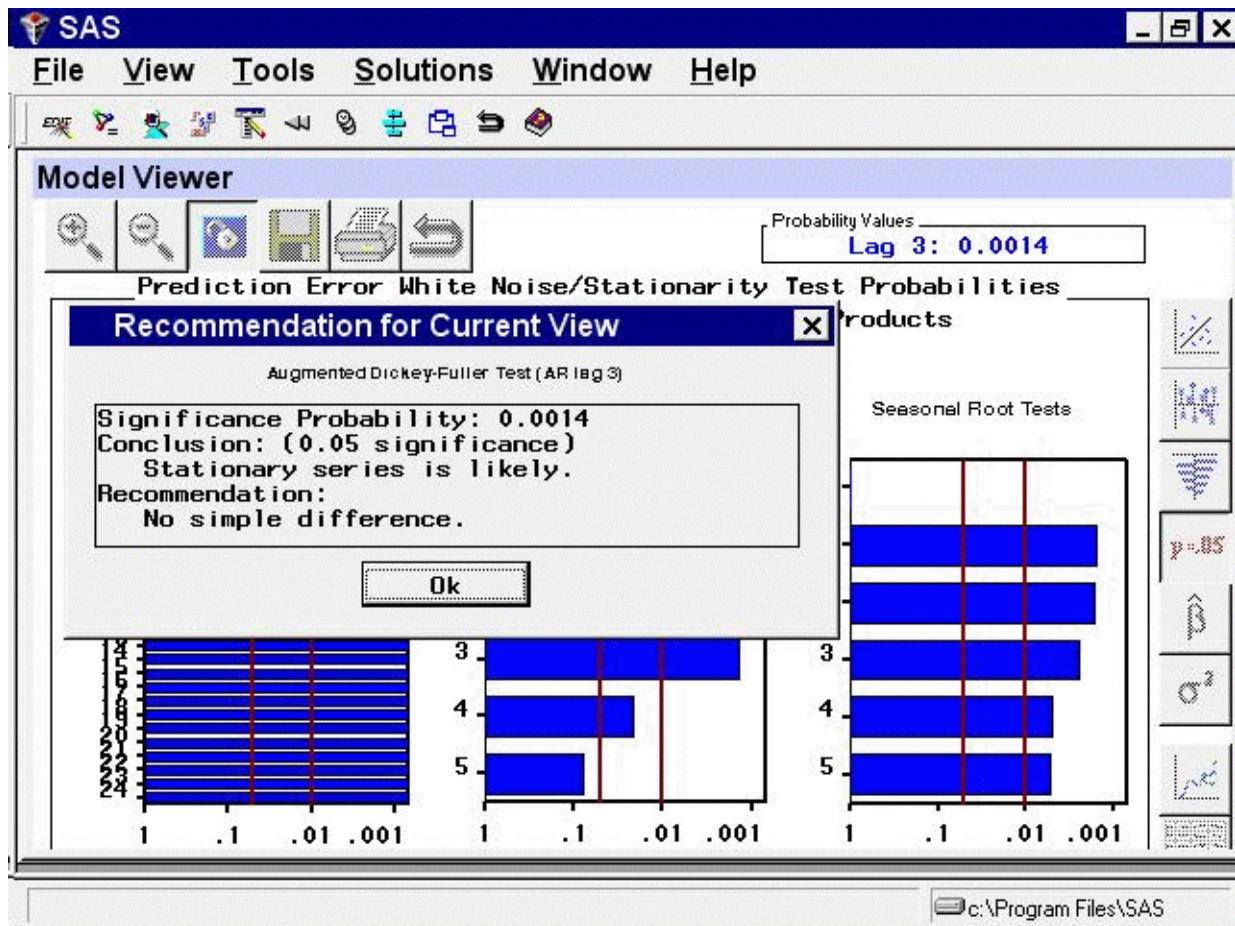 SAS
File View Tools Solutions Window Help
Model Viewer
Probability Values
Lag 3: 0.0014
Prediction Error White Noise/Stationarity Test Probabilities
Products
Recommendation for Current View
Augmented Dickey-Fuller Test (AR lag 3)
Significance Probability: 0.0014
Conclusion: (0.05 significance)
Stationary series is likely.
Recommendation:
No simple difference.
Ok
Seasonal Root Tests
p=.05
β̂
σ²
14
15
16
17
18
19
20
21
22
23
24
3
4
5
3
4
5
1 .1 .01 .001
1 .1 .01 .001
1 .1 .01 .001
c:\Program Files\SAS